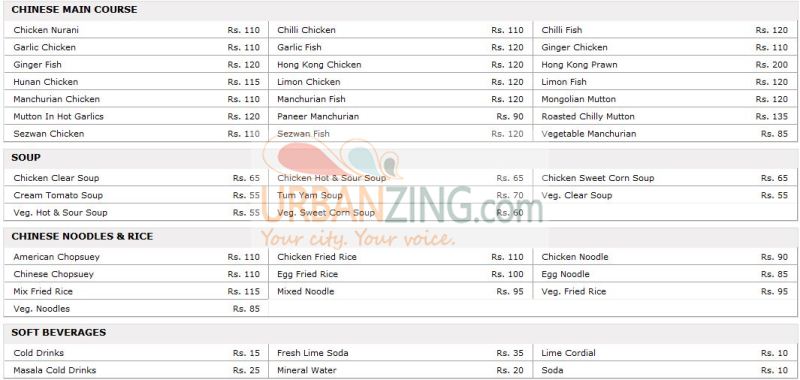 CHINESE MAIN COURSE
Chicken Nurani Rs. 110 Chilli Chicken Rs. 110 Chilli Fish Rs. 120
Garlic Chicken Rs. 110 Garlic Fish Rs. 120 Ginger Chicken Rs. 110
Ginger Fish Rs. 120 Hong Kong Chicken Rs. 120 Hong Kong Prawn Rs. 200
Hunan Chicken Rs. 115 Limon Chicken Rs. 120 Limon Fish Rs. 120
Manchurian Chicken Rs. 110 Manchurian Fish Rs. 120 Mongolian Mutton Rs. 120
Mutton In Hot Garlics Rs. 120 Paneer Manchurian Rs. 90 Roasted Chilly Mutton Rs. 135
Sezwan Chicken Rs. 110 Sezwan Fish Rs. 120 Vegetable Manchurian Rs. 85
SOUP
Chicken Clear Soup Rs. 65 Chicken Hot & Sour Soup Rs. 65 Chicken Sweet Corn Soup Rs. 65
Cream Tomato Soup Rs. 55 Tum Yam Soup Rs. 70 Veg. Clear Soup Rs. 55
Veg. Hot & Sour Soup Rs. 55 Veg. Sweet Corn Soup Rs. 60
URBANZING.com
Your city. Your voice.
CHINESE NOODLES & RICE
American Chopsuey Rs. 110 Chicken Fried Rice Rs. 110 Chicken Noodle Rs. 90
Chinese Chopsuey Rs. 110 Egg Fried Rice Rs. 100 Egg Noodle Rs. 85
Mix Fried Rice Rs. 115 Mixed Noodle Rs. 95 Veg. Fried Rice Rs. 95
Veg. Noodles Rs. 85
SOFT BEVERAGES
Cold Drinks Rs. 15 Fresh Lime Soda Rs. 35 Lime Cordial Rs. 10
Masala Cold Drinks Rs. 25 Mineral Water Rs. 20 Soda Rs. 10